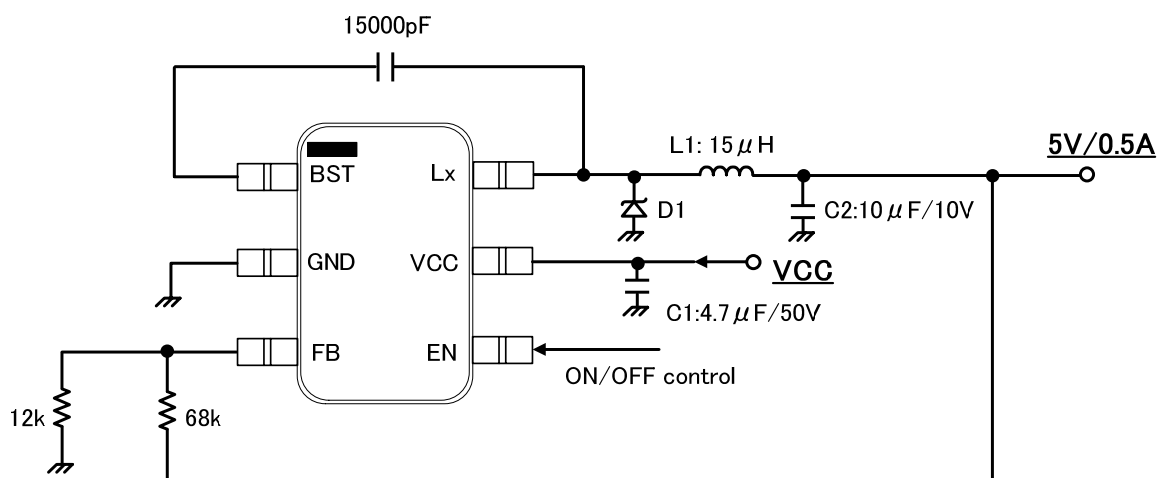 15000pF
BST
Lx
L1: 15μH
5V/0.5A
D1
C2:10μF/10V
GND
VCC
VCC
C1:4.7μF/50V
FB
EN
ON/OFF control
12k
68k